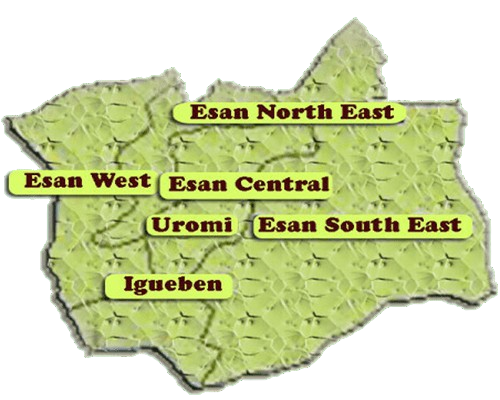 Esan North East
Esan West
Esan Central
Uromi
Esan South East
Igueben